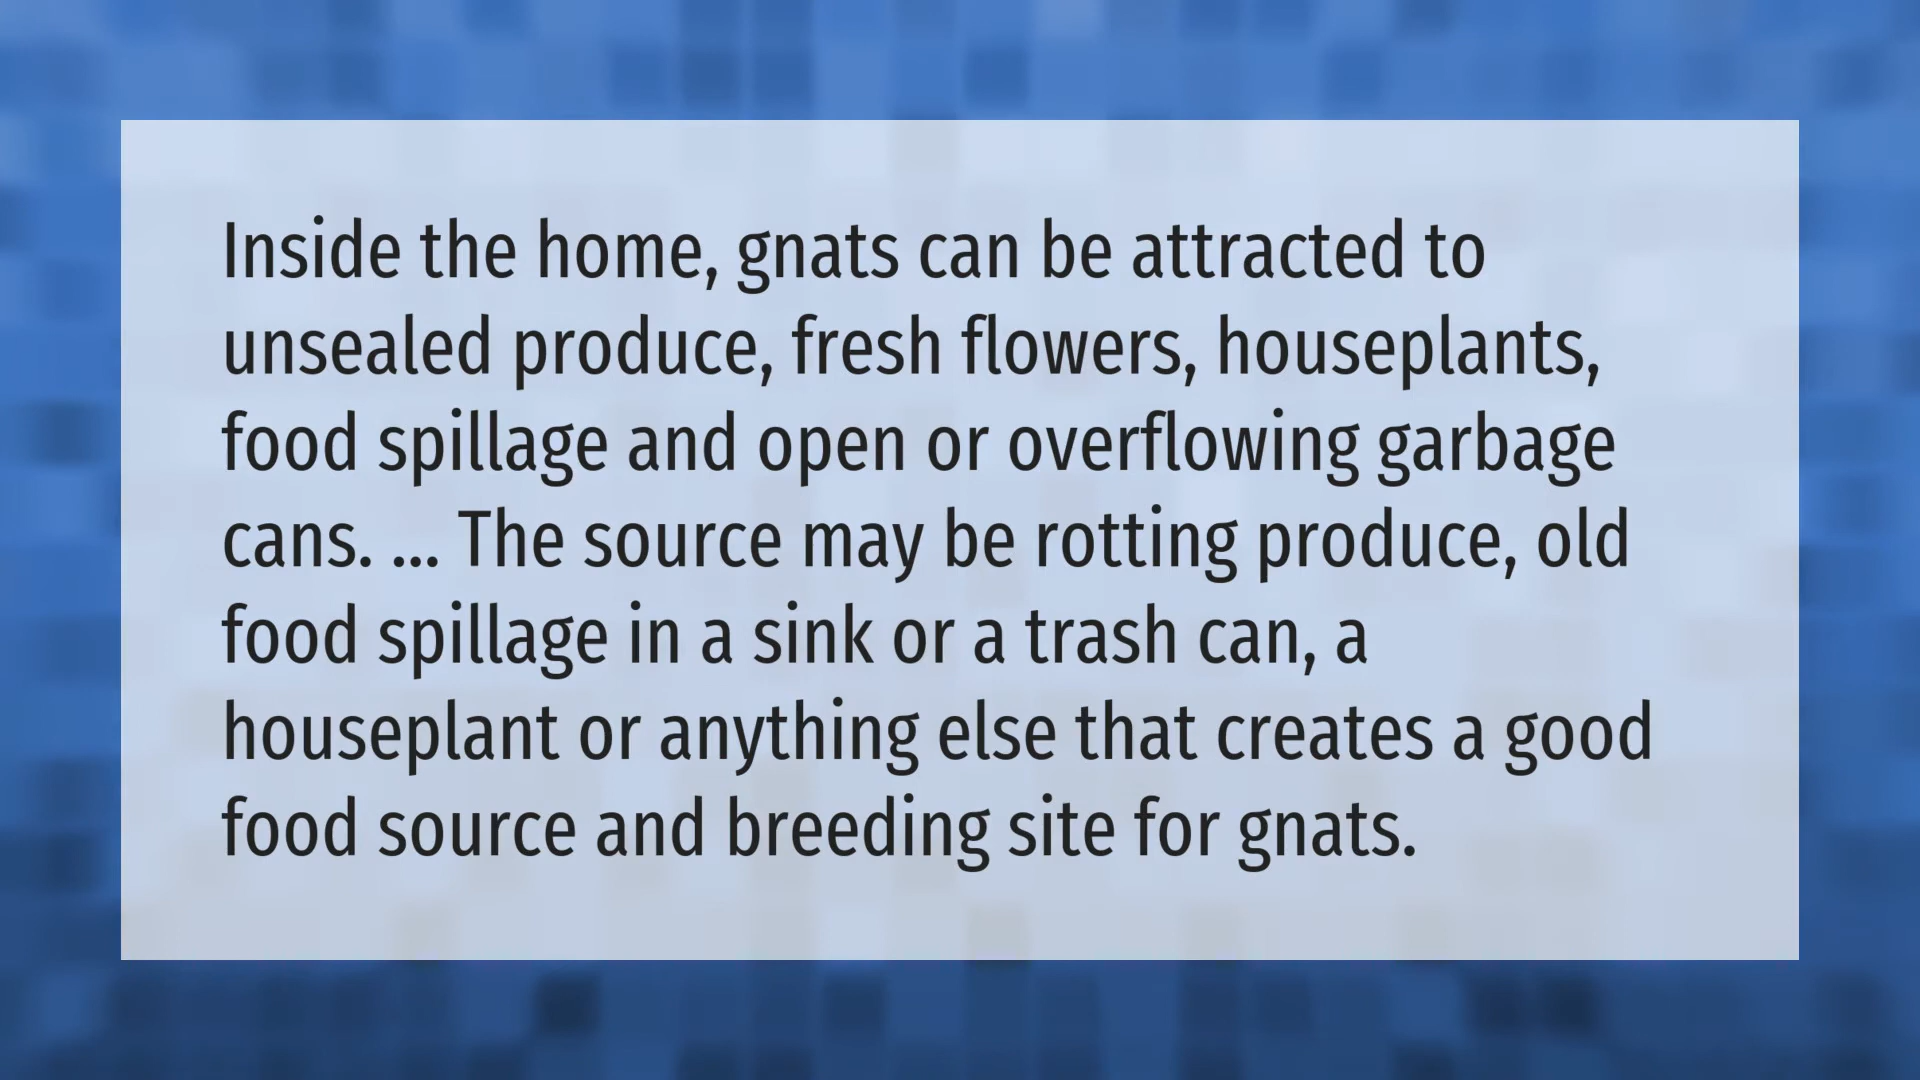 Inside the home, gnats can be attracted to
unsealed produce, fresh flowers, houseplants,
food spillage and open or overflowing garbage
cans. ... The source may be rotting produce, old
food spillage in a sink or a trash can, a
houseplant or anything else that creates a good
food source and breeding site for gnats.